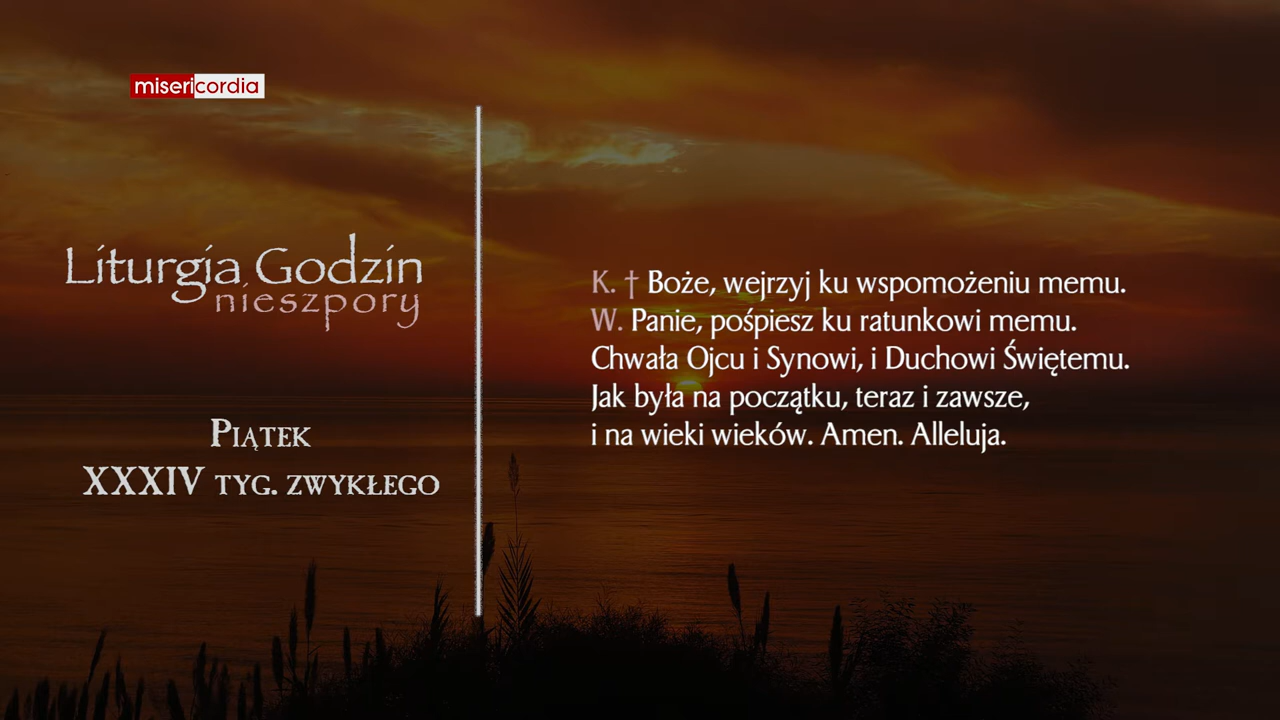 misericordia
Liturgia Godzin
nieszpory
Piątek
XXXIV tyg. zwykłego
K. † Boże, wejrzyj ku wspomożeniu memu.
W. Panie, pośpiesz ku ratunkowi memu.
Chwała Ojcu i Synowi, i Duchowi Świętemu.
Jak była na początku, teraz i zawsze,
i na wieki wieków. Amen. Alleluja.